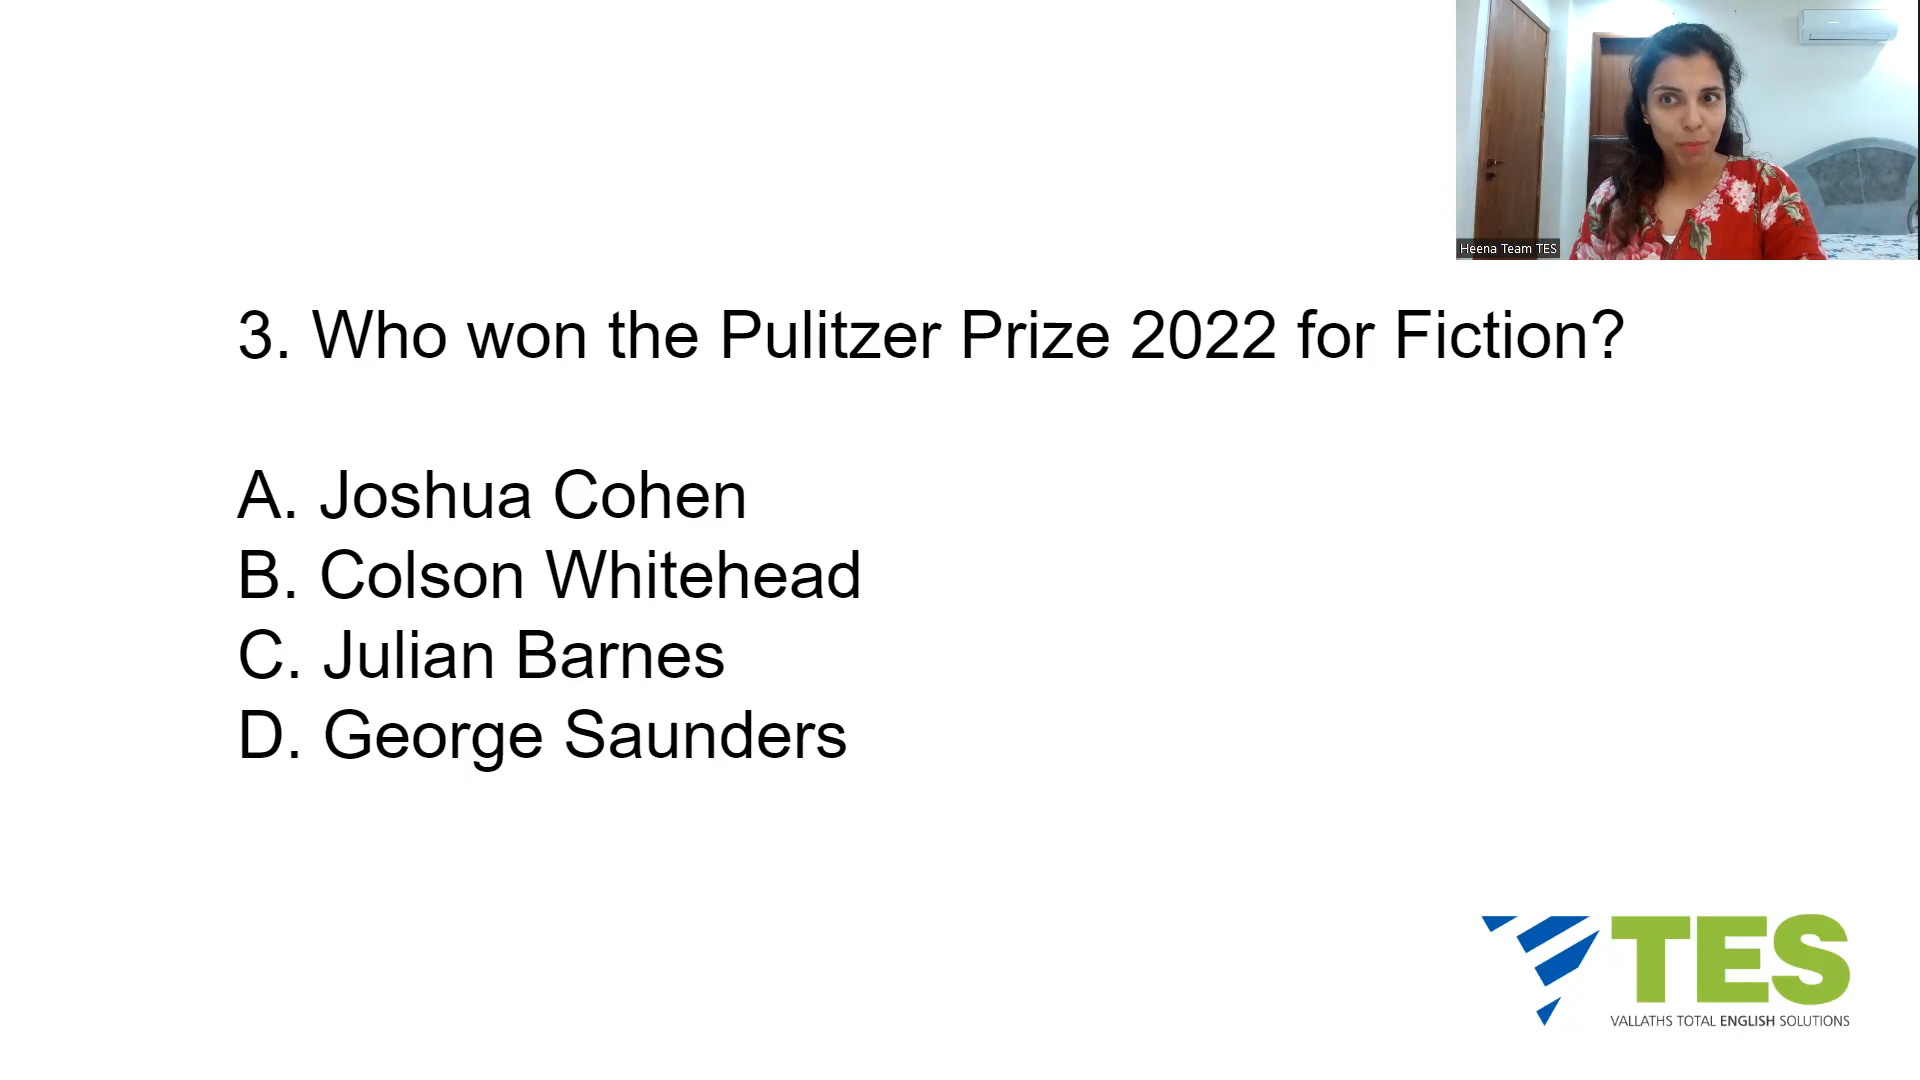 Heena Team TES
3. Who won the Pulitzer Prize 2022 for Fiction?
A. Joshua Cohen
B. Colson Whitehead
C. Julian Barnes
D. George Saunders
TES
VALLATHS TOTAL ENGLISH SOLUTIONS